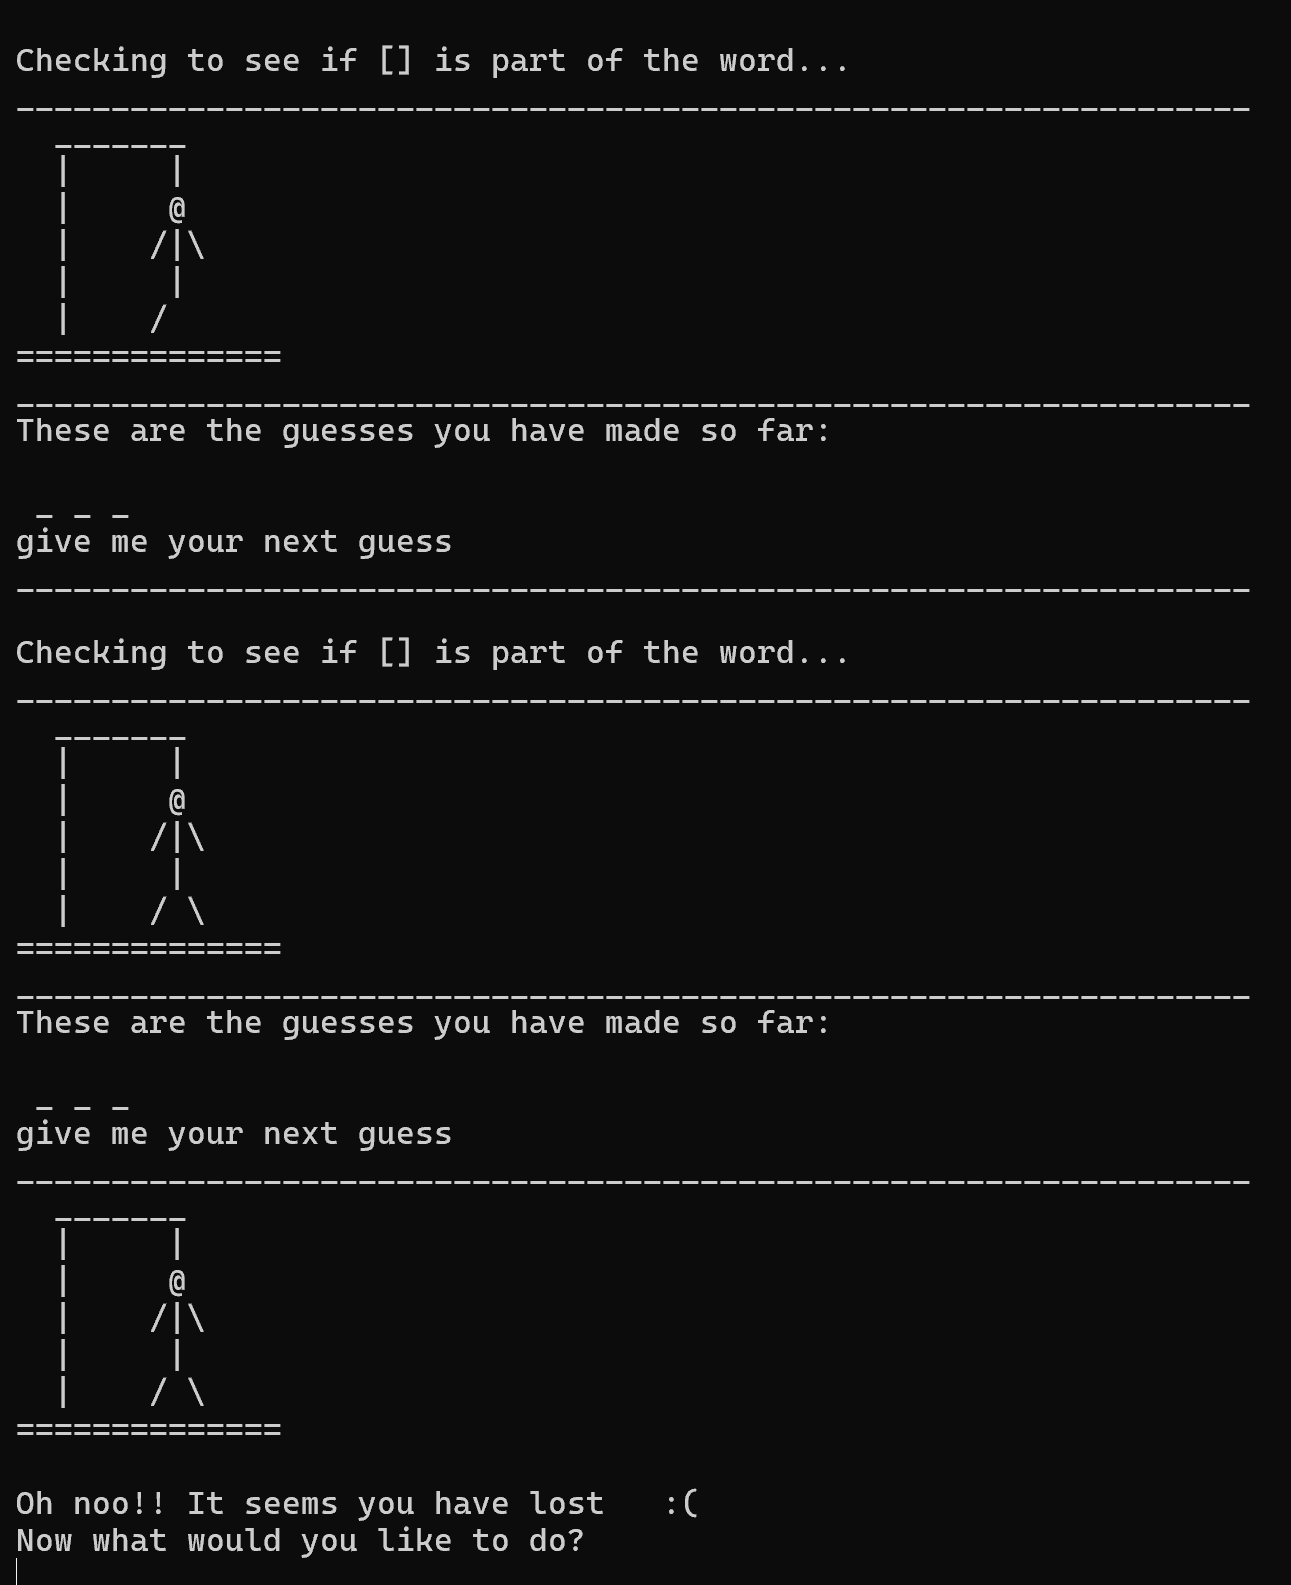 Checking to see if [] is part of the word...
-----------------------------------------------------------------
  _______
  |     |
  |     @
  |    /|\
  |     |
  |    /
==============
_________________________________________________________________
These are the guesses you have made so far:
 _ _ _
give me your next guess
-----------------------------------------------------------------
Checking to see if [] is part of the word...
-----------------------------------------------------------------
  _______
  |     |
  |     @
  |    /|\
  |     |
  |    / \
==============
_________________________________________________________________
These are the guesses you have made so far:
 _ _ _
give me your next guess
-----------------------------------------------------------------
  _______
  |     |
  |     @
  |    /|\
  |     |
  |    / \
==============
Oh noo!! It seems you have lost   :(
Now what would you like to do?